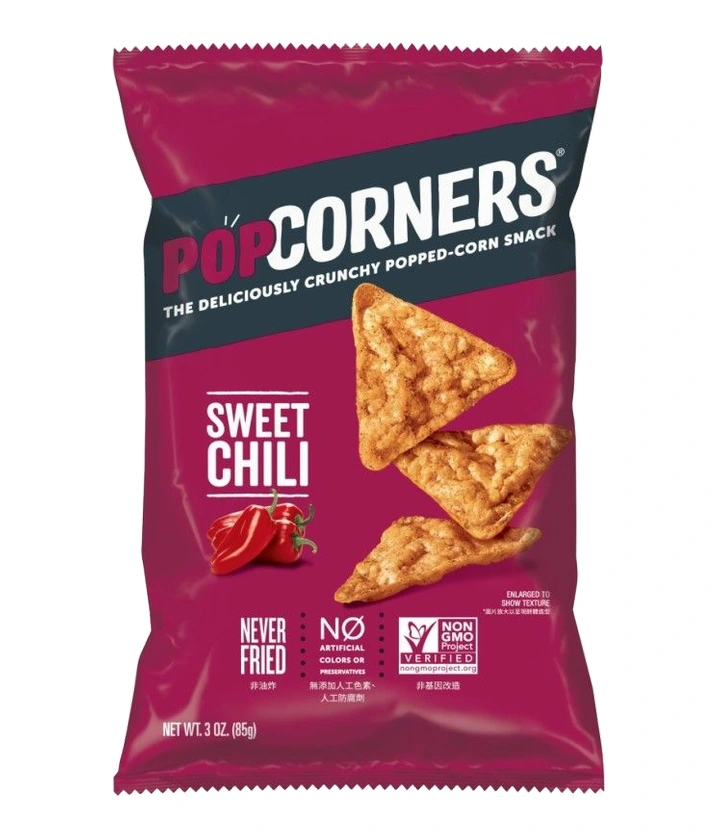 POPCORNERS®
THE DELICIOUSLY CRUNCHY POPPED-CORN SNACK
SWEET
CHILI
ENLARGED TO
SHOW TEXTURE
NEVER
FRIED
非油炸
NØ
ARTIFICIAL
COLORS OR
PRESERVATIVES
無添加人工色素、
人工防腐劑
NON
GMO
Project
VERIFIED
nongmoproject.org
非基因改造
NET WT. 3 OZ. (85g)